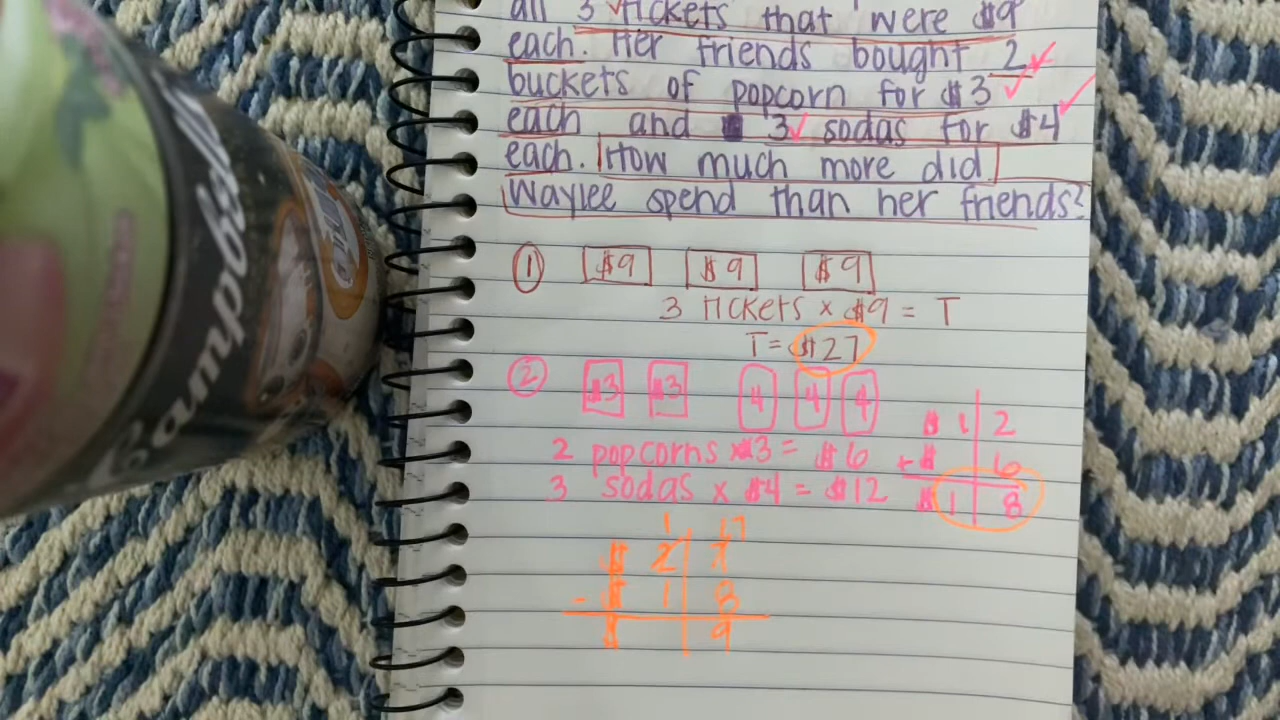 all 3 tickets that were $9
each. Her friends bought 2
buckets of popcorn for $3
each and 3 sodas for $4
each. How much more did
Waylee spend than her friends?
1 $9 $9 $9
3 Tickets x $9 = T
T = $27
2 $3 $3 4 4 4
2 popcorns x $3 = $6
3 sodas x $4 = $12
$ 1 2
+ $ 6
$ 1 8
1 17
$ 2 7
- $ 1 8
$ 9